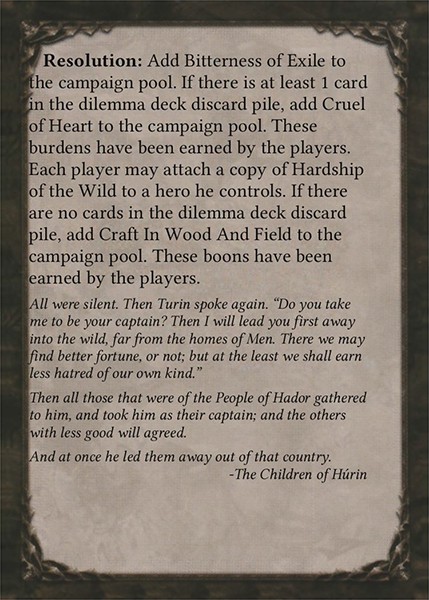 Resolution: Add Bitterness of Exile to
the campaign pool. If there is at least 1 card
in the dilemma deck discard pile, add Cruel
of Heart to the campaign pool. These
burdens have been earned by the players.
Each player may attach a copy of Hardship
of the Wild to a hero he controls. If there
are no cards in the dilemma deck discard
pile, add Craft In Wood And Field to the
campaign pool. These boons have been
earned by the players.
All were silent. Then Turin spoke again. “Do you take
me to be your captain? Then I will lead you first away
into the wild, far from the homes of Men. There we may
find better fortune, or not; but at the least we shall earn
less hatred of our own kind.”
Then all those that were of the People of Hador gathered
to him, and took him as their captain; and the others
with less good will agreed.
And at once he led them away out of that country.
-The Children of Húrin